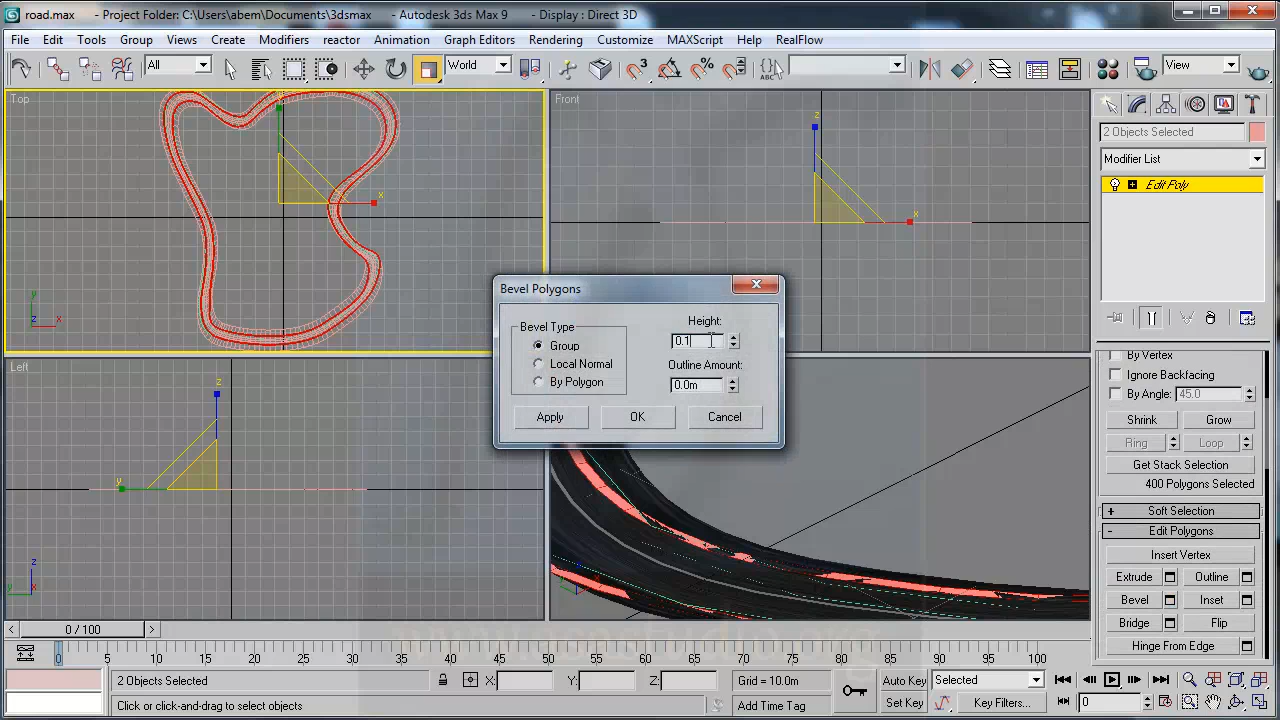 road.max - Project Folder: C:\Users\abem\Documents\3dsmax - Autodesk 3ds Max 9 - Display : Direct 3D
File Edit Tools Group Views Create Modifiers reactor Animation Graph Editors Rendering Customize MAXScript Help RealFlow
All World View
Top Front
2 Objects Selected
Modifier List
Edit Poly
z
x
x
y
z x
Bevel Polygons
Bevel Type
Group
Local Normal
By Polygon
Height:
0.1
Outline Amount:
0.0m
Apply OK Cancel
Left
z
y
z
y x
By Vertex
Ignore Backfacing
By Angle: 45.0
Shrink Grow
Ring Loop
Get Stack Selection
400 Polygons Selected
+ Soft Selection
- Edit Polygons
Insert Vertex
Extrude Outline
Bevel Inset
Bridge Flip
Hinge From Edge
0 / 100
0 5 10 15 20 25 30 35 40 45 50 55 60 65 70 75 80 85 90 95 100
2 Objects Selected X: Y: Z: Grid = 10.0m Auto Key Selected
Click or click-and-drag to select objects Add Time Tag Set Key Key Filters... 0